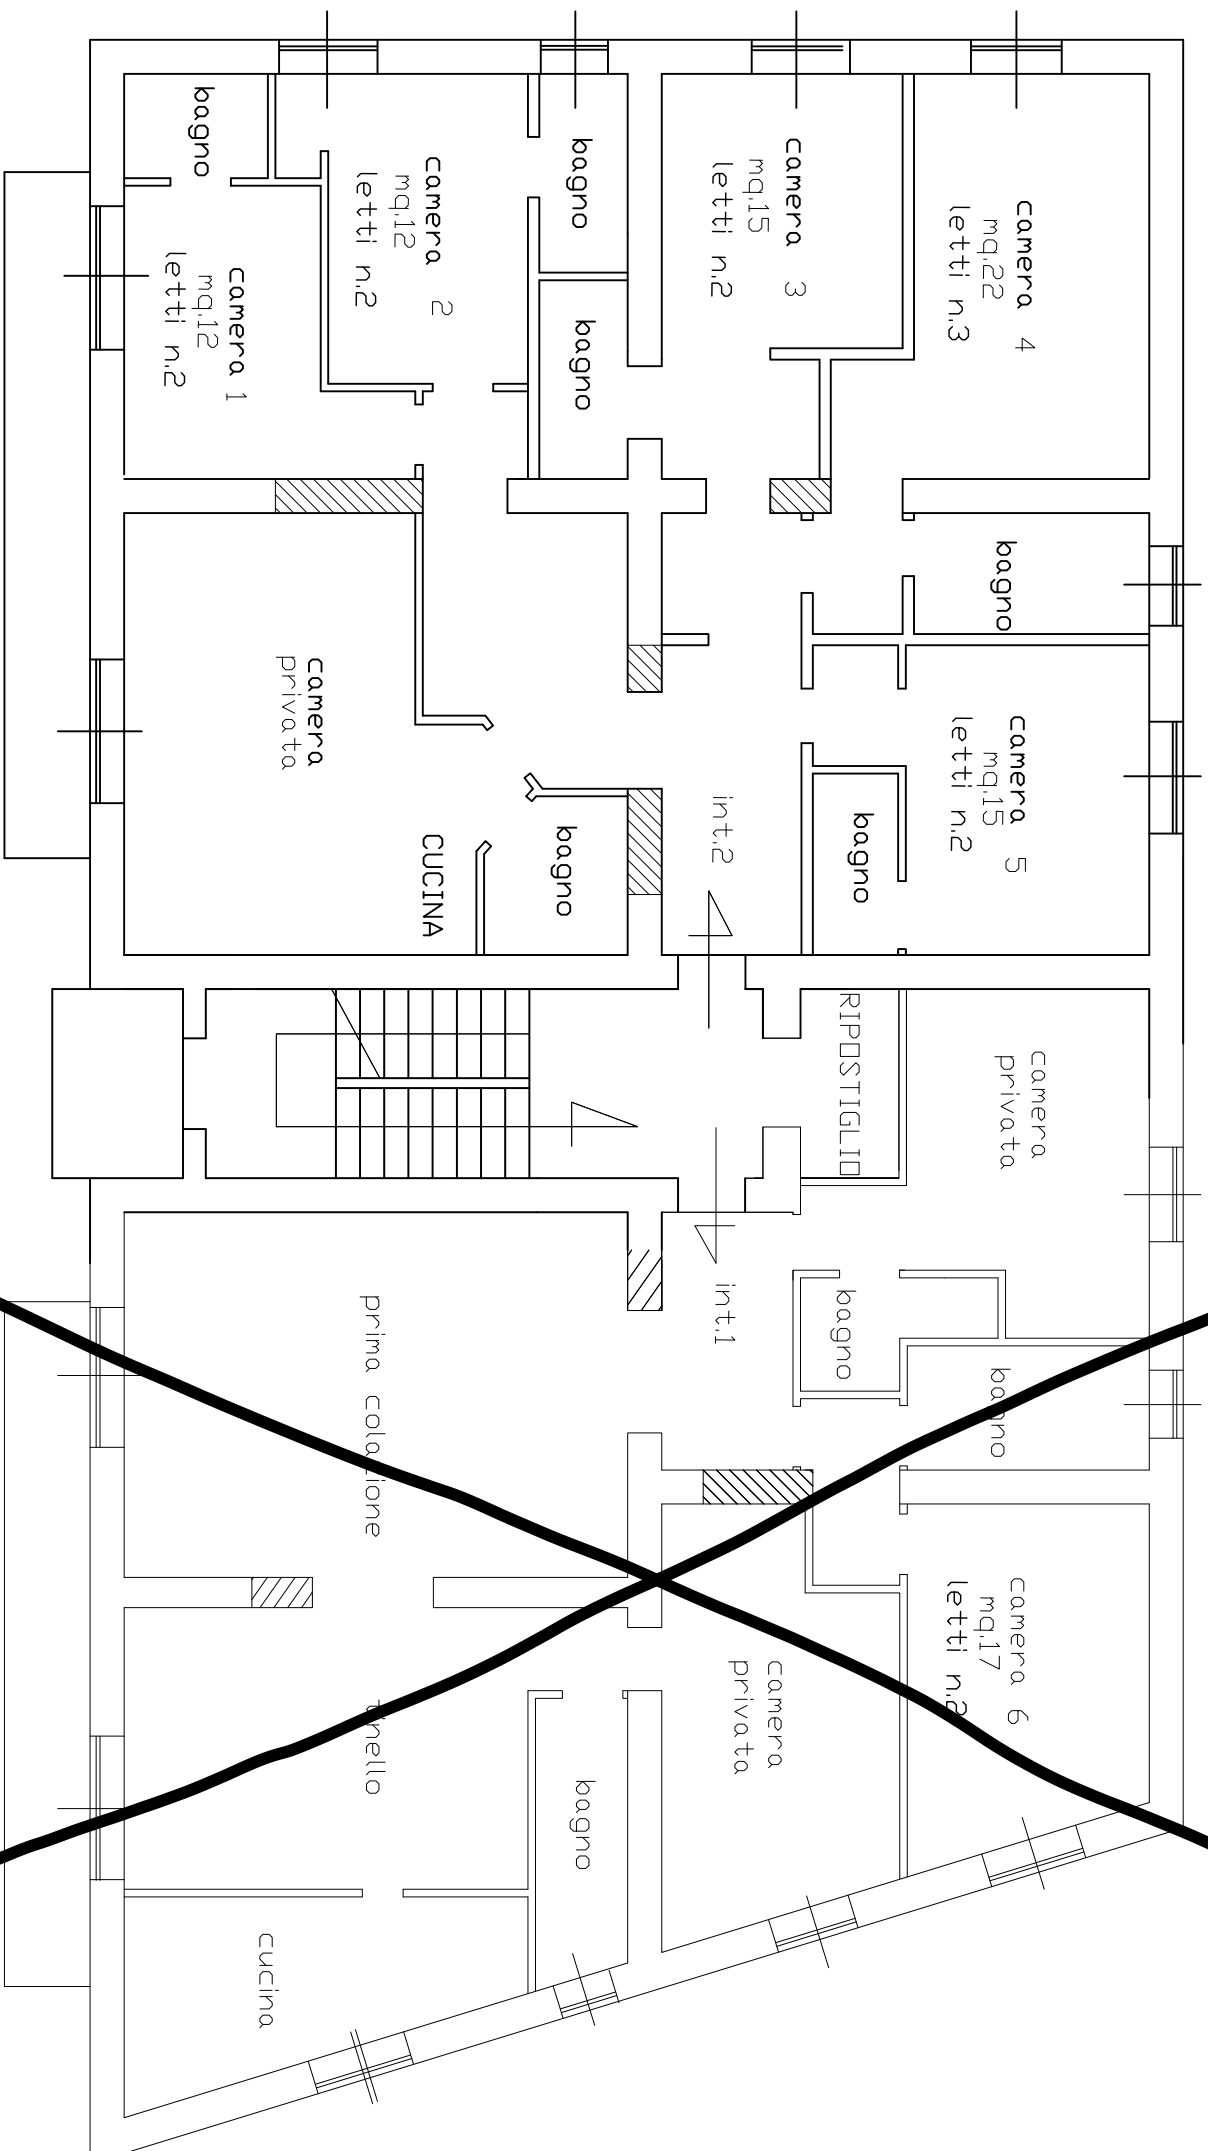 bagno
camera 1
mq.12
letti n.2
camera 2
mq.12
letti n.2
bagno
bagno
camera 3
mq.15
letti n.2
camera 4
mq.22
letti n.3
bagno
camera 5
mq.15
letti n.2
bagno
camera
privata
CUCINA
bagno
int.2
RIPOSTIGLIO
camera
privata
int.1
bagno
bagno
prima colazione
camera 6
mq.17
letti n.2
camera
privata
tinello
bagno
cucina